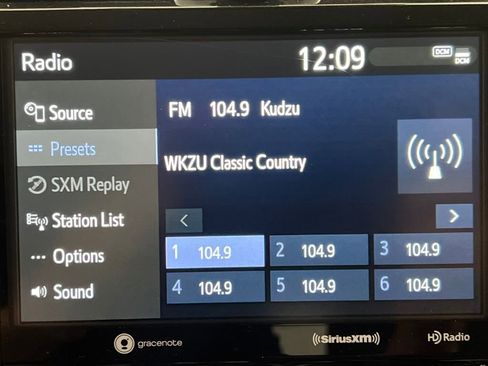 Radio
12:09
DCM
DCM
Source
FM 104.9 Kudzu
Presets
WKZU Classic Country
SXM Replay
Station List
Options
Sound
1 104.9
2 104.9
3 104.9
4 104.9
5 104.9
6 104.9
gracenote
SiriusXM
HD Radio